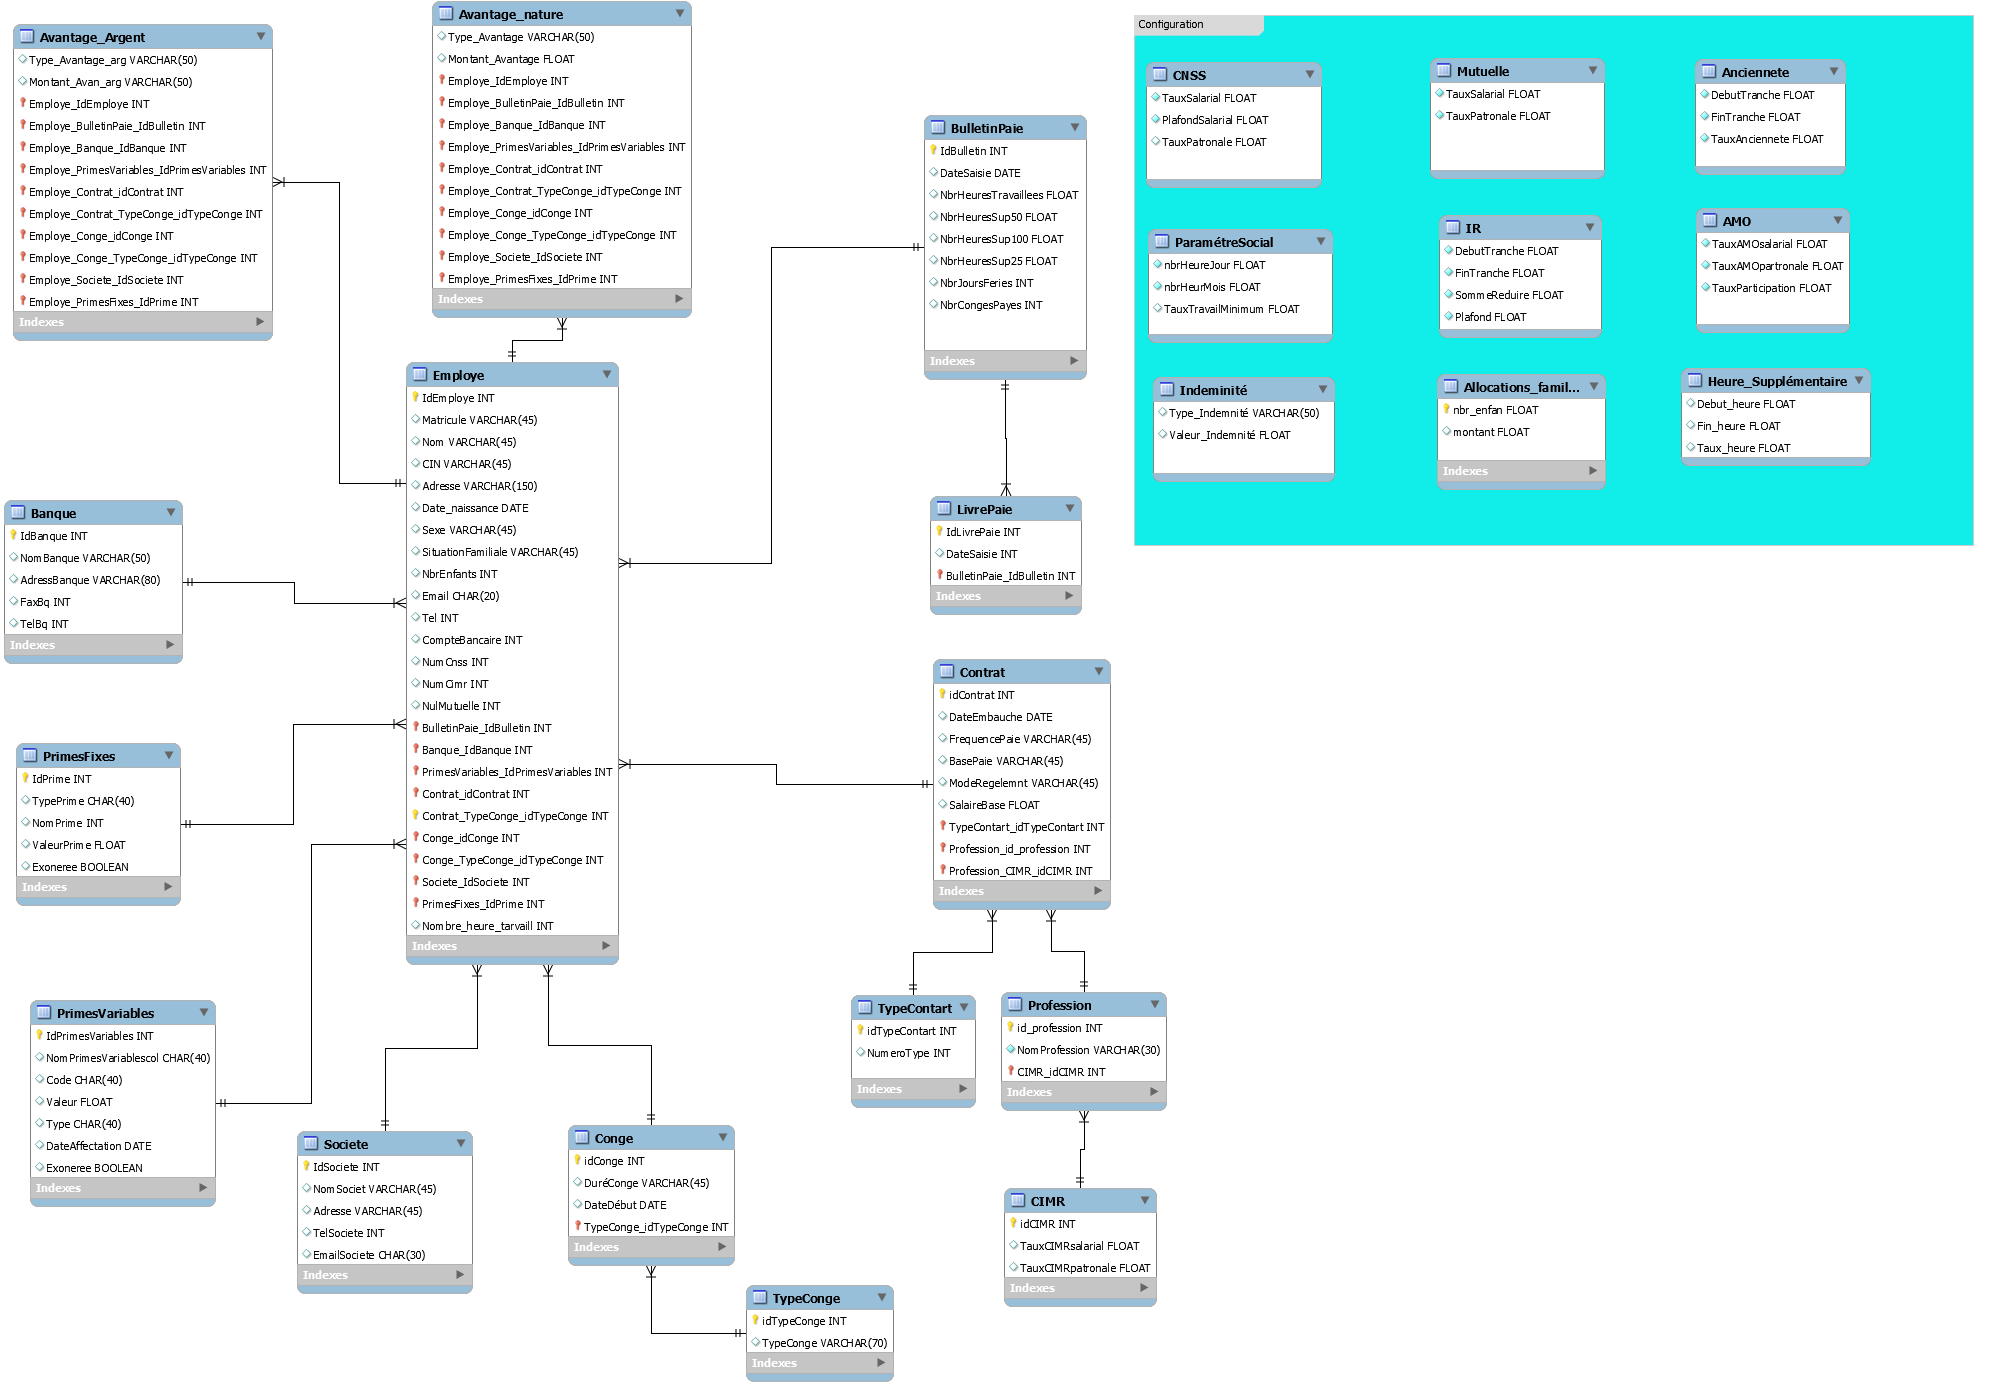 Avantage_Argent
Type_Avantage_arg VARCHAR(50)
Montant_Avan_arg VARCHAR(50)
Employe_IdEmploye INT
Employe_BulletinPaie_IdBulletin INT
Employe_Banque_IdBanque INT
Employe_PrimesVariables_IdPrimesVariables INT
Employe_Contrat_idContrat INT
Employe_Contrat_TypeConge_idTypeConge INT
Employe_Conge_idConge INT
Employe_Conge_TypeConge_idTypeConge INT
Employe_Societe_IdSociete INT
Employe_PrimesFixes_IdPrime INT
Indexes
Avantage_nature
Type_Avantage VARCHAR(50)
Montant_Avantage FLOAT
Employe_IdEmploye INT
Employe_BulletinPaie_IdBulletin INT
Employe_Banque_IdBanque INT
Employe_PrimesVariables_IdPrimesVariables INT
Employe_Contrat_idContrat INT
Employe_Contrat_TypeConge_idTypeConge INT
Employe_Conge_idConge INT
Employe_Conge_TypeConge_idTypeConge INT
Employe_Societe_IdSociete INT
Employe_PrimesFixes_IdPrime INT
Indexes
BulletinPaie
IdBulletin INT
DateSaisie DATE
NbrHeuresTravaillees FLOAT
NbrHeuresSup50 FLOAT
NbrHeuresSup100 FLOAT
NbrHeuresSup25 FLOAT
NbrJoursFeries INT
NbrCongesPayes INT
Indexes
Configuration
CNSS
TauxSalarial FLOAT
PlafondSalarial FLOAT
TauxPatronale FLOAT
Mutuelle
TauxSalarial FLOAT
TauxPatronale FLOAT
Anciennete
DebutTranche FLOAT
FinTranche FLOAT
TauxAnciennete FLOAT
ParamétreSocial
nbrHeureJour FLOAT
nbrHeurMois FLOAT
TauxTravailMinimum FLOAT
IR
DebutTranche FLOAT
FinTranche FLOAT
SommeReduire FLOAT
Plafond FLOAT
AMO
TauxAMOsalarial FLOAT
TauxAMOpartronale FLOAT
TauxParticipation FLOAT
Indeminité
Type_Indemnité VARCHAR(50)
Valeur_Indemnité FLOAT
Allocations_famil...
nbr_enfan FLOAT
montant FLOAT
Indexes
Heure_Supplémentaire
Debut_heure FLOAT
Fin_heure FLOAT
Taux_heure FLOAT
Employe
IdEmploye INT
Matricule VARCHAR(45)
Nom VARCHAR(45)
CIN VARCHAR(45)
Adresse VARCHAR(150)
Date_naissance DATE
Sexe VARCHAR(45)
SituationFamiliale VARCHAR(45)
NbrEnfants INT
Email CHAR(20)
Tel INT
CompteBancaire INT
NumCnss INT
NumCimr INT
NulMutuelle INT
BulletinPaie_IdBulletin INT
Banque_IdBanque INT
PrimesVariables_IdPrimesVariables INT
Contrat_idContrat INT
Contrat_TypeConge_idTypeConge INT
Conge_idConge INT
Conge_TypeConge_idTypeConge INT
Societe_IdSociete INT
PrimesFixes_IdPrime INT
Nombre_heure_tarvaill INT
Indexes
Banque
IdBanque INT
NomBanque VARCHAR(50)
AdressBanque VARCHAR(80)
FaxBq INT
TelBq INT
Indexes
LivrePaie
IdLivrePaie INT
DateSaisie INT
BulletinPaie_IdBulletin INT
Indexes
PrimesFixes
IdPrime INT
TypePrime CHAR(40)
NomPrime INT
ValeurPrime FLOAT
Exoneree BOOLEAN
Indexes
Contrat
idContrat INT
DateEmbauche DATE
FrequencePaie VARCHAR(45)
BasePaie VARCHAR(45)
ModeRegelemnt VARCHAR(45)
SalaireBase FLOAT
TypeContart_idTypeContart INT
Profession_id_profession INT
Profession_CIMR_idCIMR INT
Indexes
PrimesVariables
IdPrimesVariables INT
NomPrimesVariablescol CHAR(40)
Code CHAR(40)
Valeur FLOAT
Type CHAR(40)
DateAffectation DATE
Exoneree BOOLEAN
Indexes
TypeContart
idTypeContart INT
NumeroType INT
Indexes
Profession
id_profession INT
NomProfession VARCHAR(30)
CIMR_idCIMR INT
Indexes
Societe
IdSociete INT
NomSociet VARCHAR(45)
Adresse VARCHAR(45)
TelSociete INT
EmailSociete CHAR(30)
Indexes
Conge
idConge INT
DuréConge VARCHAR(45)
DateDébut DATE
TypeConge_idTypeConge INT
Indexes
CIMR
idCIMR INT
TauxCIMRsalarial FLOAT
TauxCIMRpatronale FLOAT
Indexes
TypeConge
idTypeConge INT
TypeConge VARCHAR(70)
Indexes